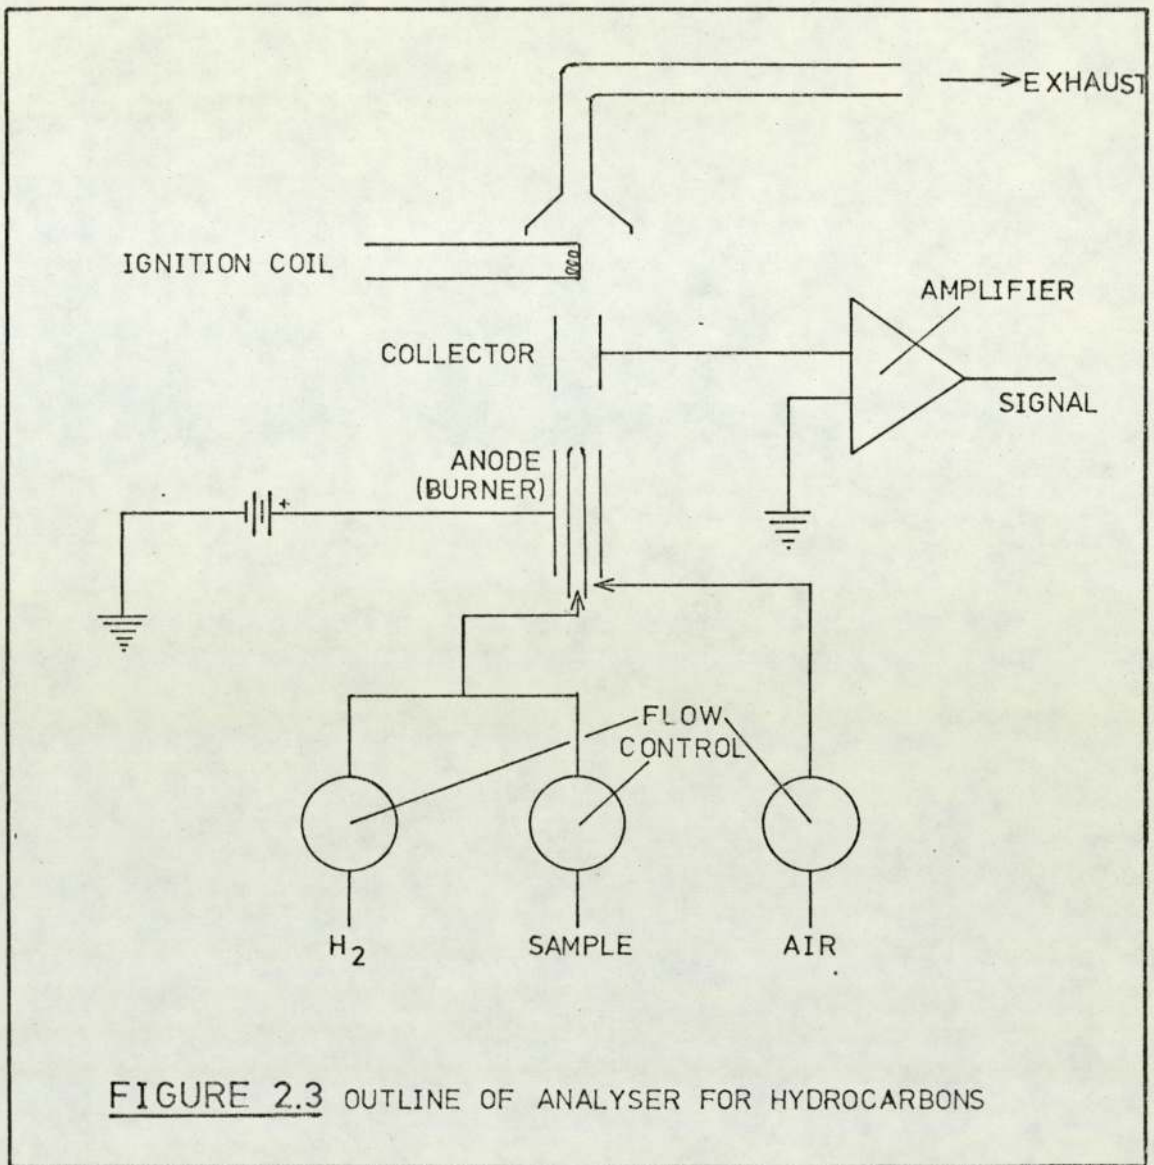 EXHAUST
IGNITION COIL
AMPLIFIER
COLLECTOR
SIGNAL
ANODE
(BURNER)
+
FLOW
CONTROL
H2
SAMPLE
AIR
FIGURE 2.3 OUTLINE OF ANALYSER FOR HYDROCARBONS